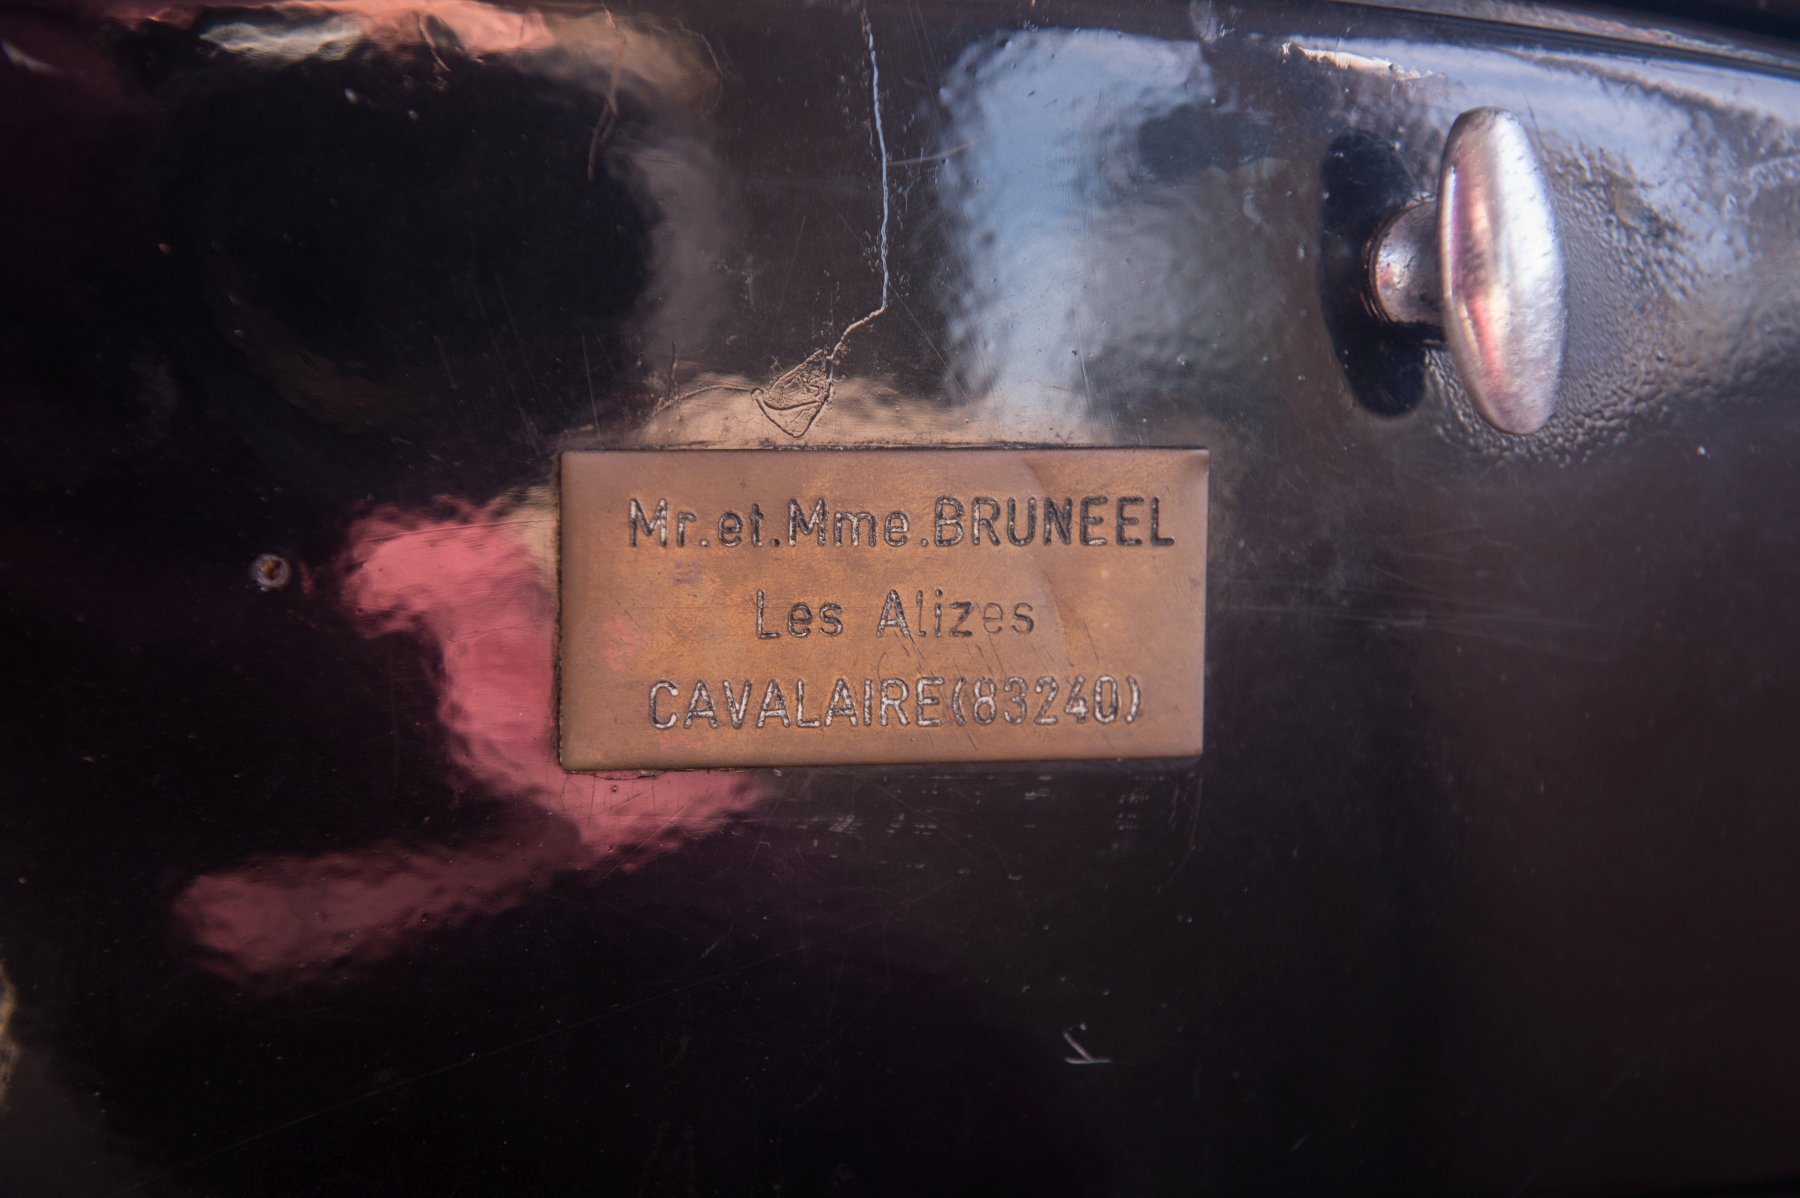 Mr.et.Mme.BRUNEEL
Les Alizes
CAVALAIRE(83240)